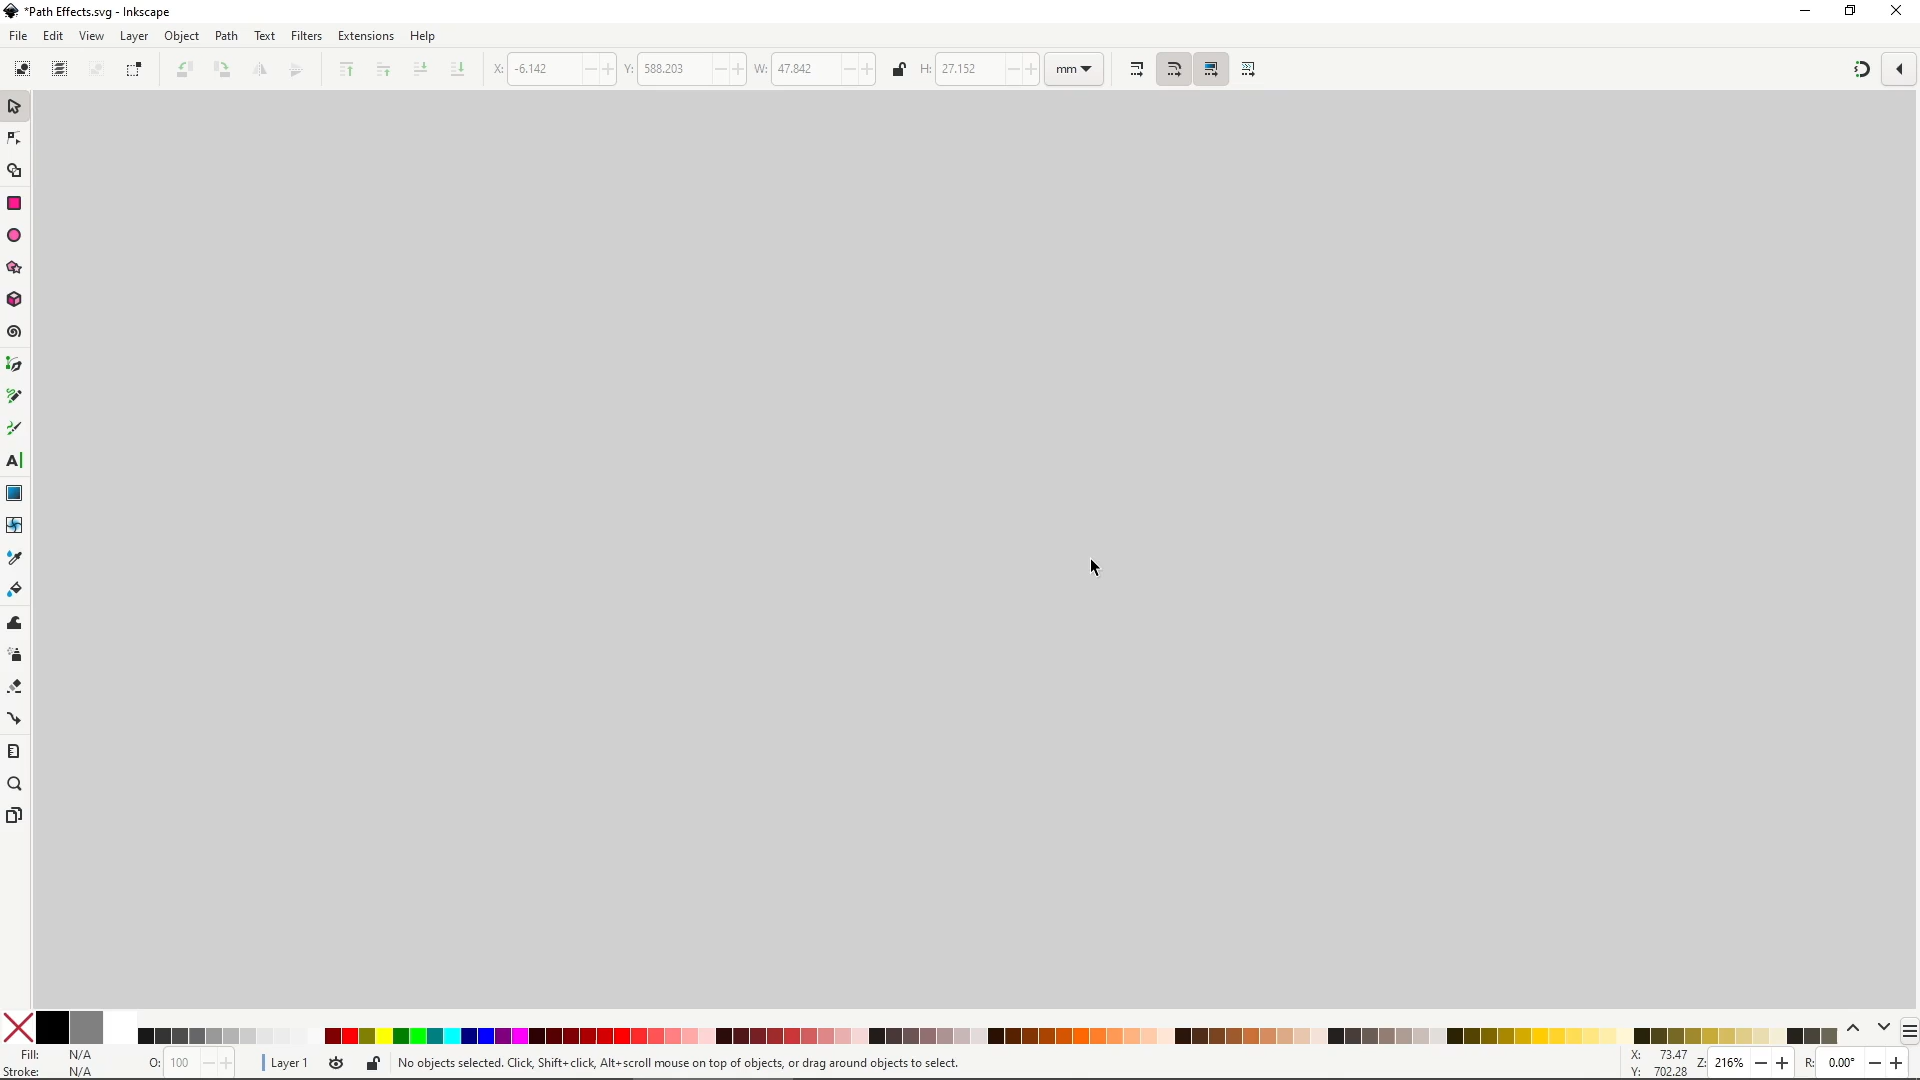 *Path Effects.svg - Inkscape
File Edit View Layer Object Path Text Filters Extensions Help
X: -6.142 Y: 588.203 W: 47.842 H: 27.152 mm
Fill: N/A
Stroke: N/A
O: 100
Layer 1
No objects selected. Click, Shift+click, Alt+scroll mouse on top of objects, or drag around objects to select.
X: 73.47
Y: 702.28
Z: 216%
R: 0.00°